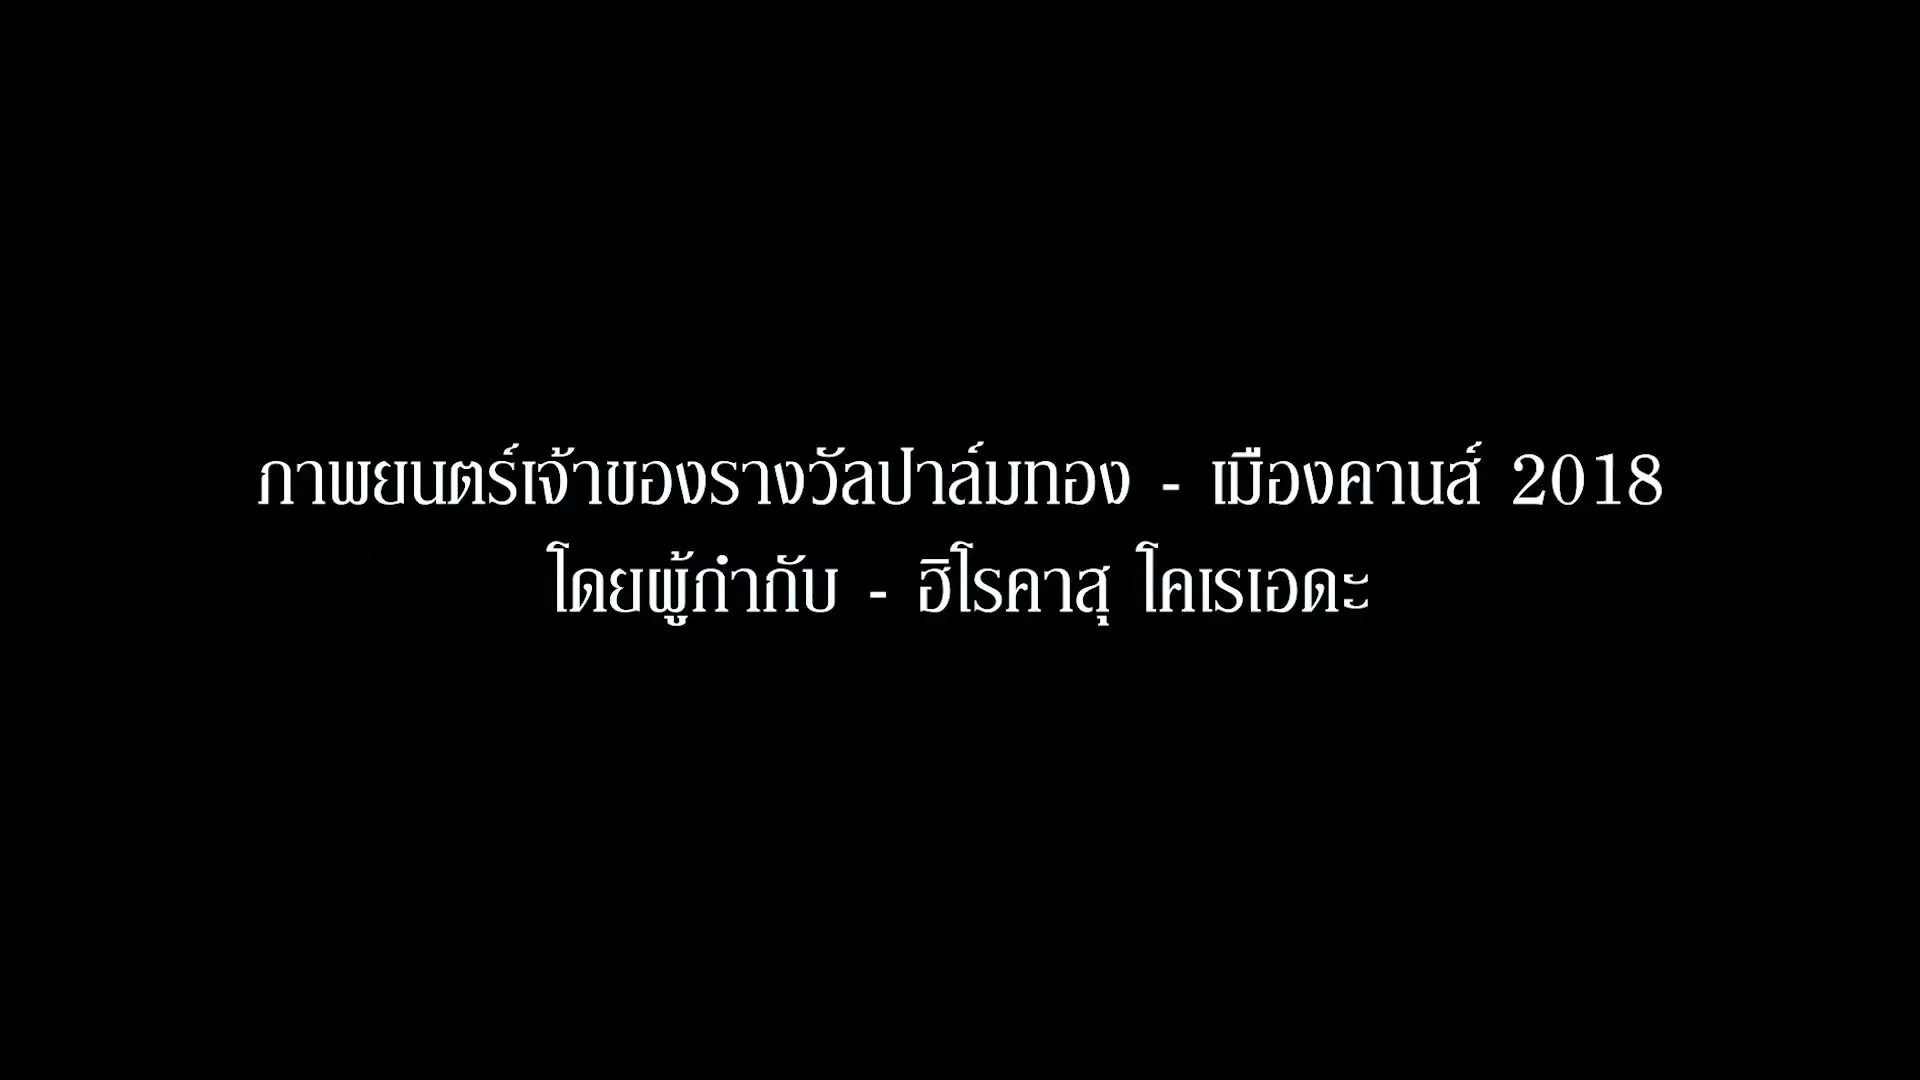 ภาพยนตร์เจ้าของรางวัลปาล์มทอง - เมืองคานส์ 2018
โดยผู้กำกับ - ฮิโรคาสุ โคเรเอดะ